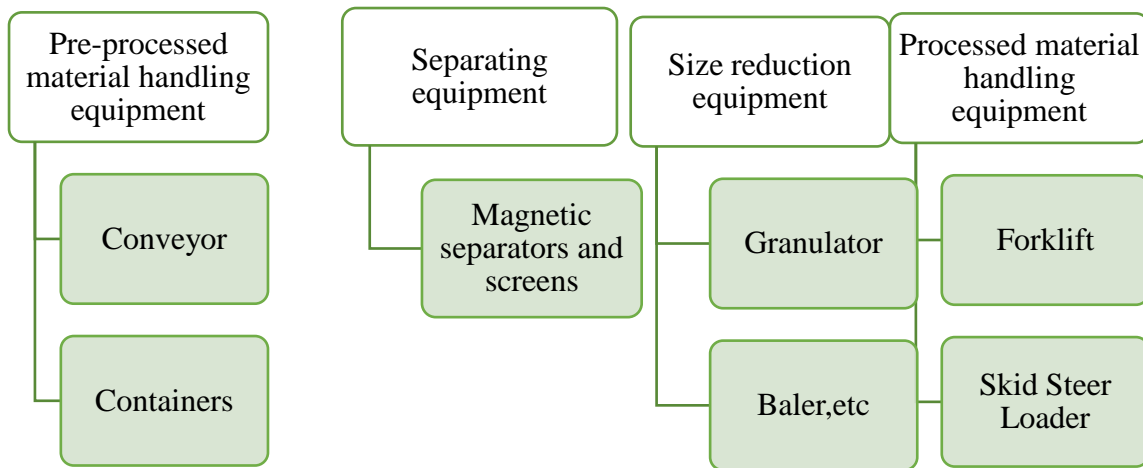 Pre-processed
material handling
equipment
Conveyor
Containers
Separating
equipment
Magnetic
separators and
screens
Size reduction
equipment
Granulator
Baler,etc
Processed material
handling
equipment
Forklift
Skid Steer
Loader